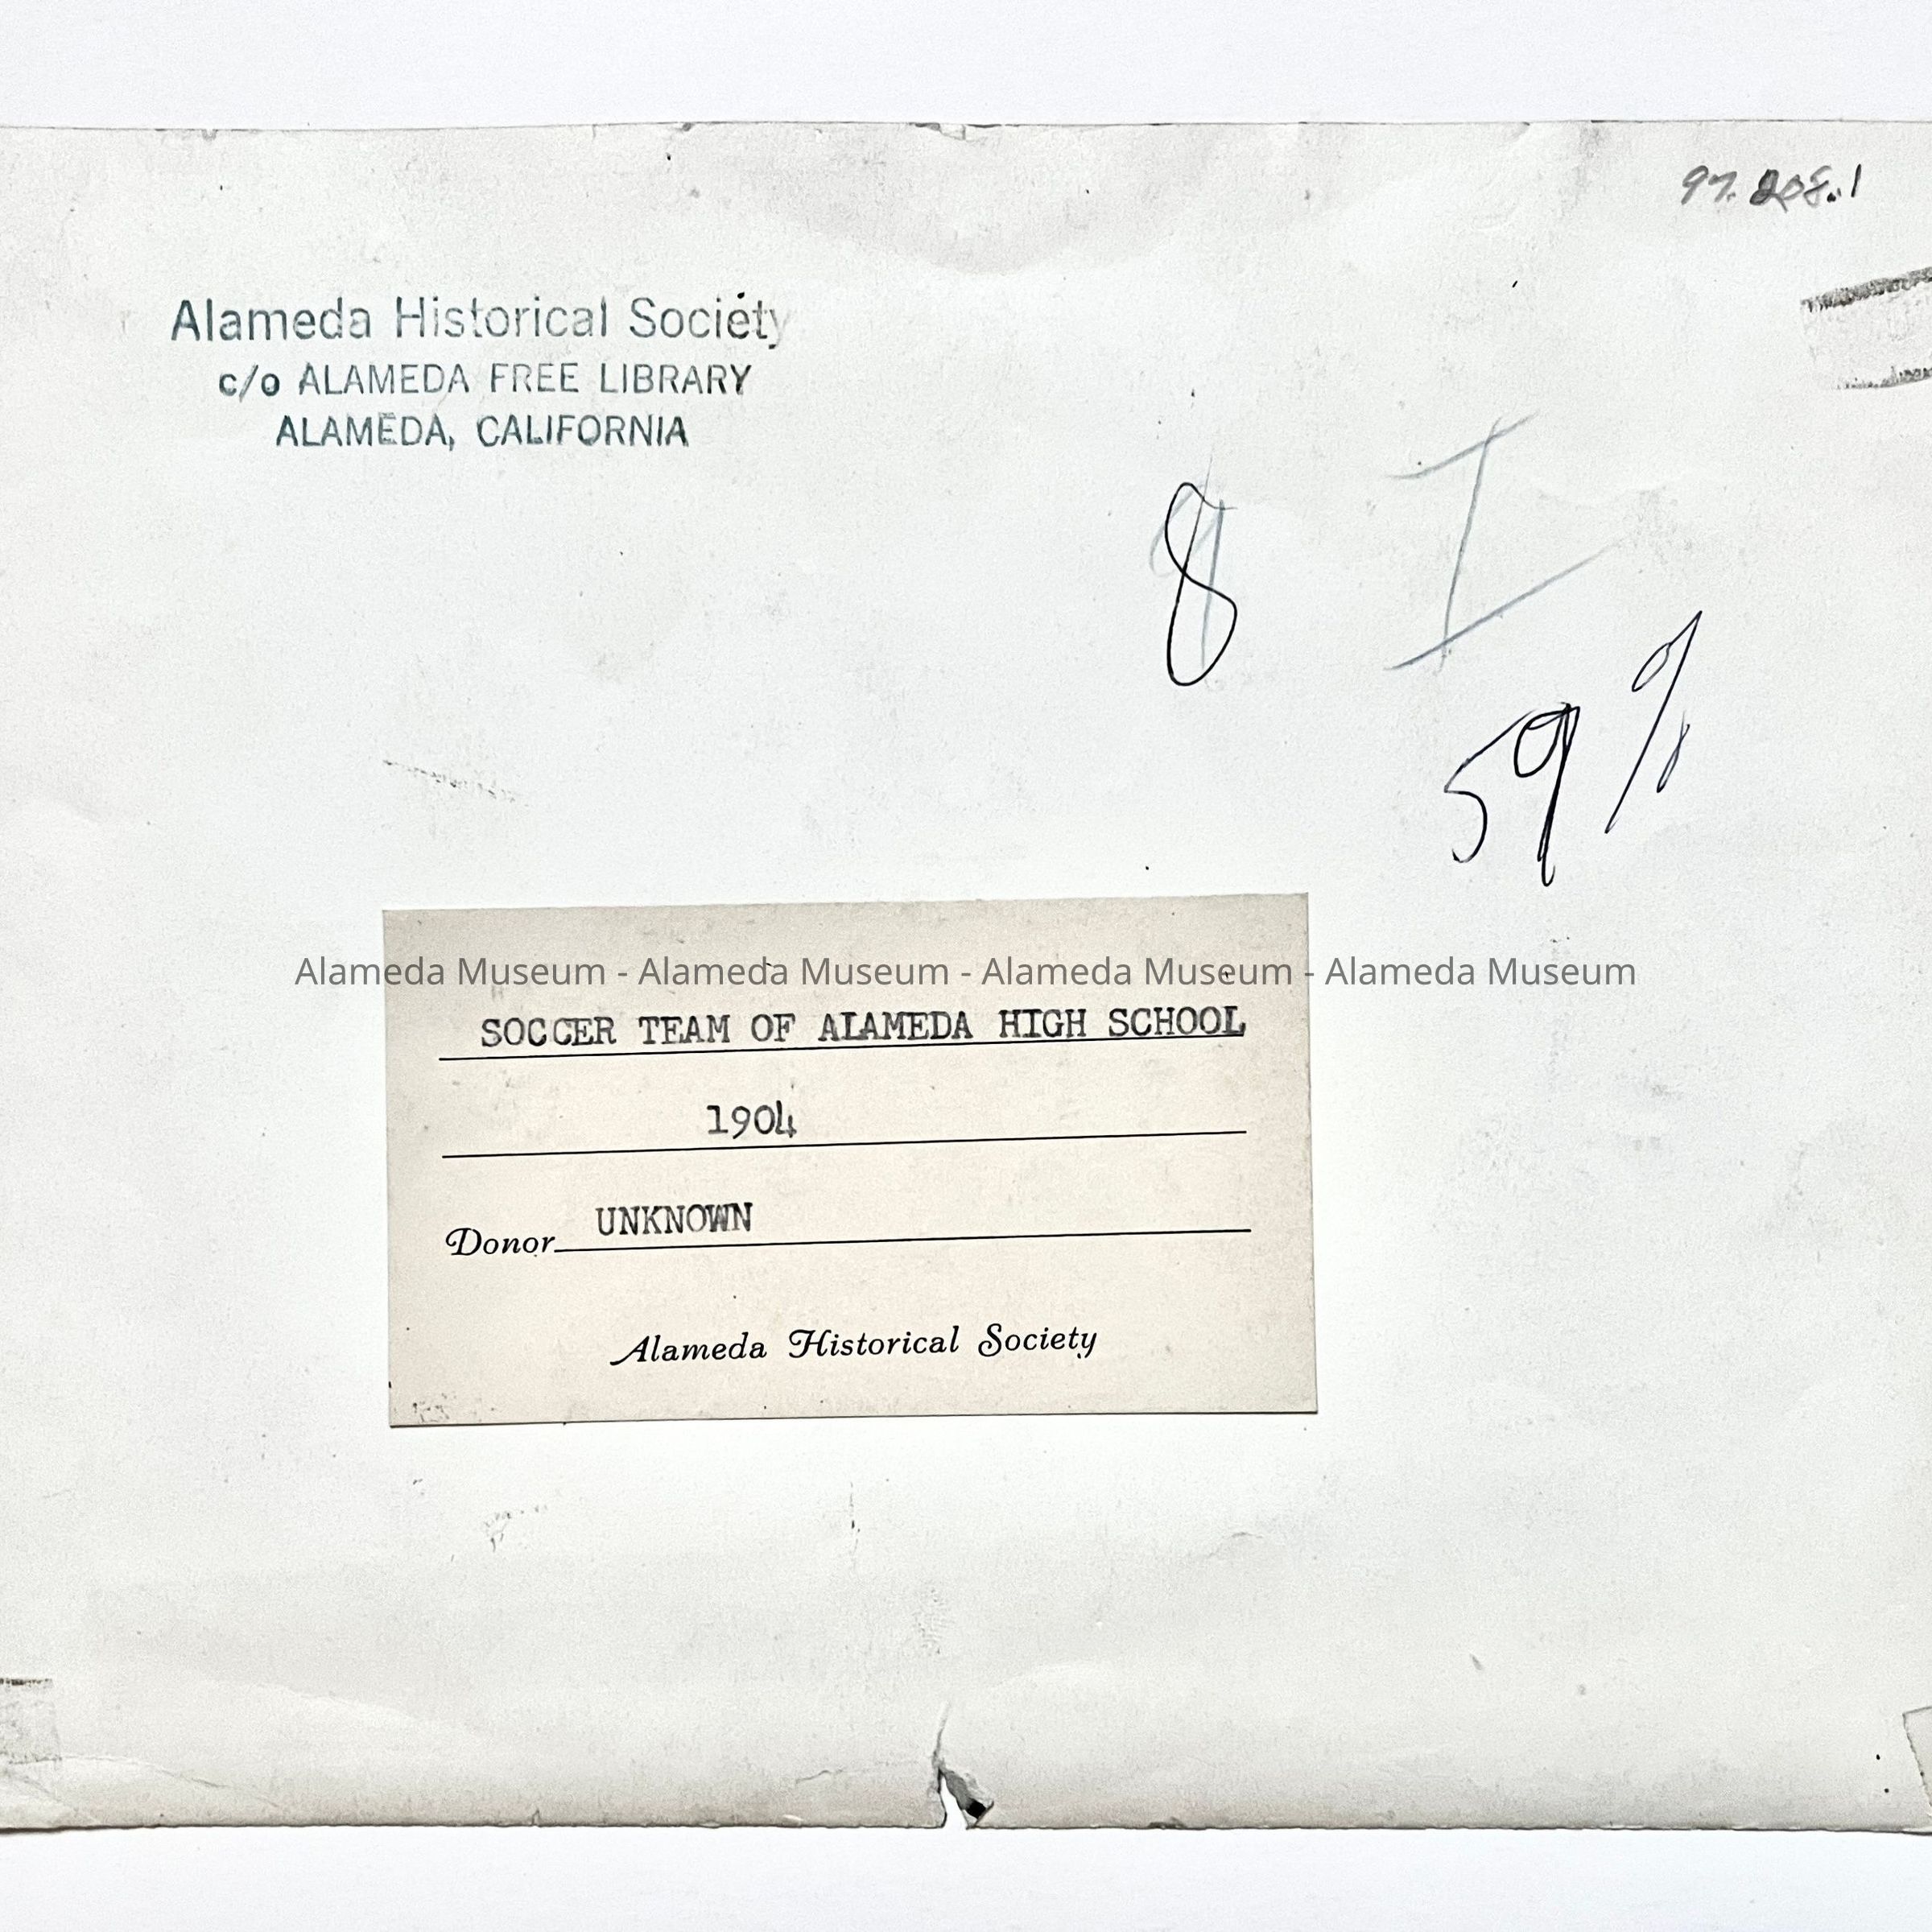 97.208.1
Alameda Historical Society
c/o ALAMEDA FREE LIBRARY
ALAMEDA, CALIFORNIA
8 I
59%
Alameda Museum - Alameda Museum - Alameda Museum - Alameda Museum
SOCCER TEAM OF ALAMEDA HIGH SCHOOL
1904
Donor UNKNOWN
Alameda Historical Society